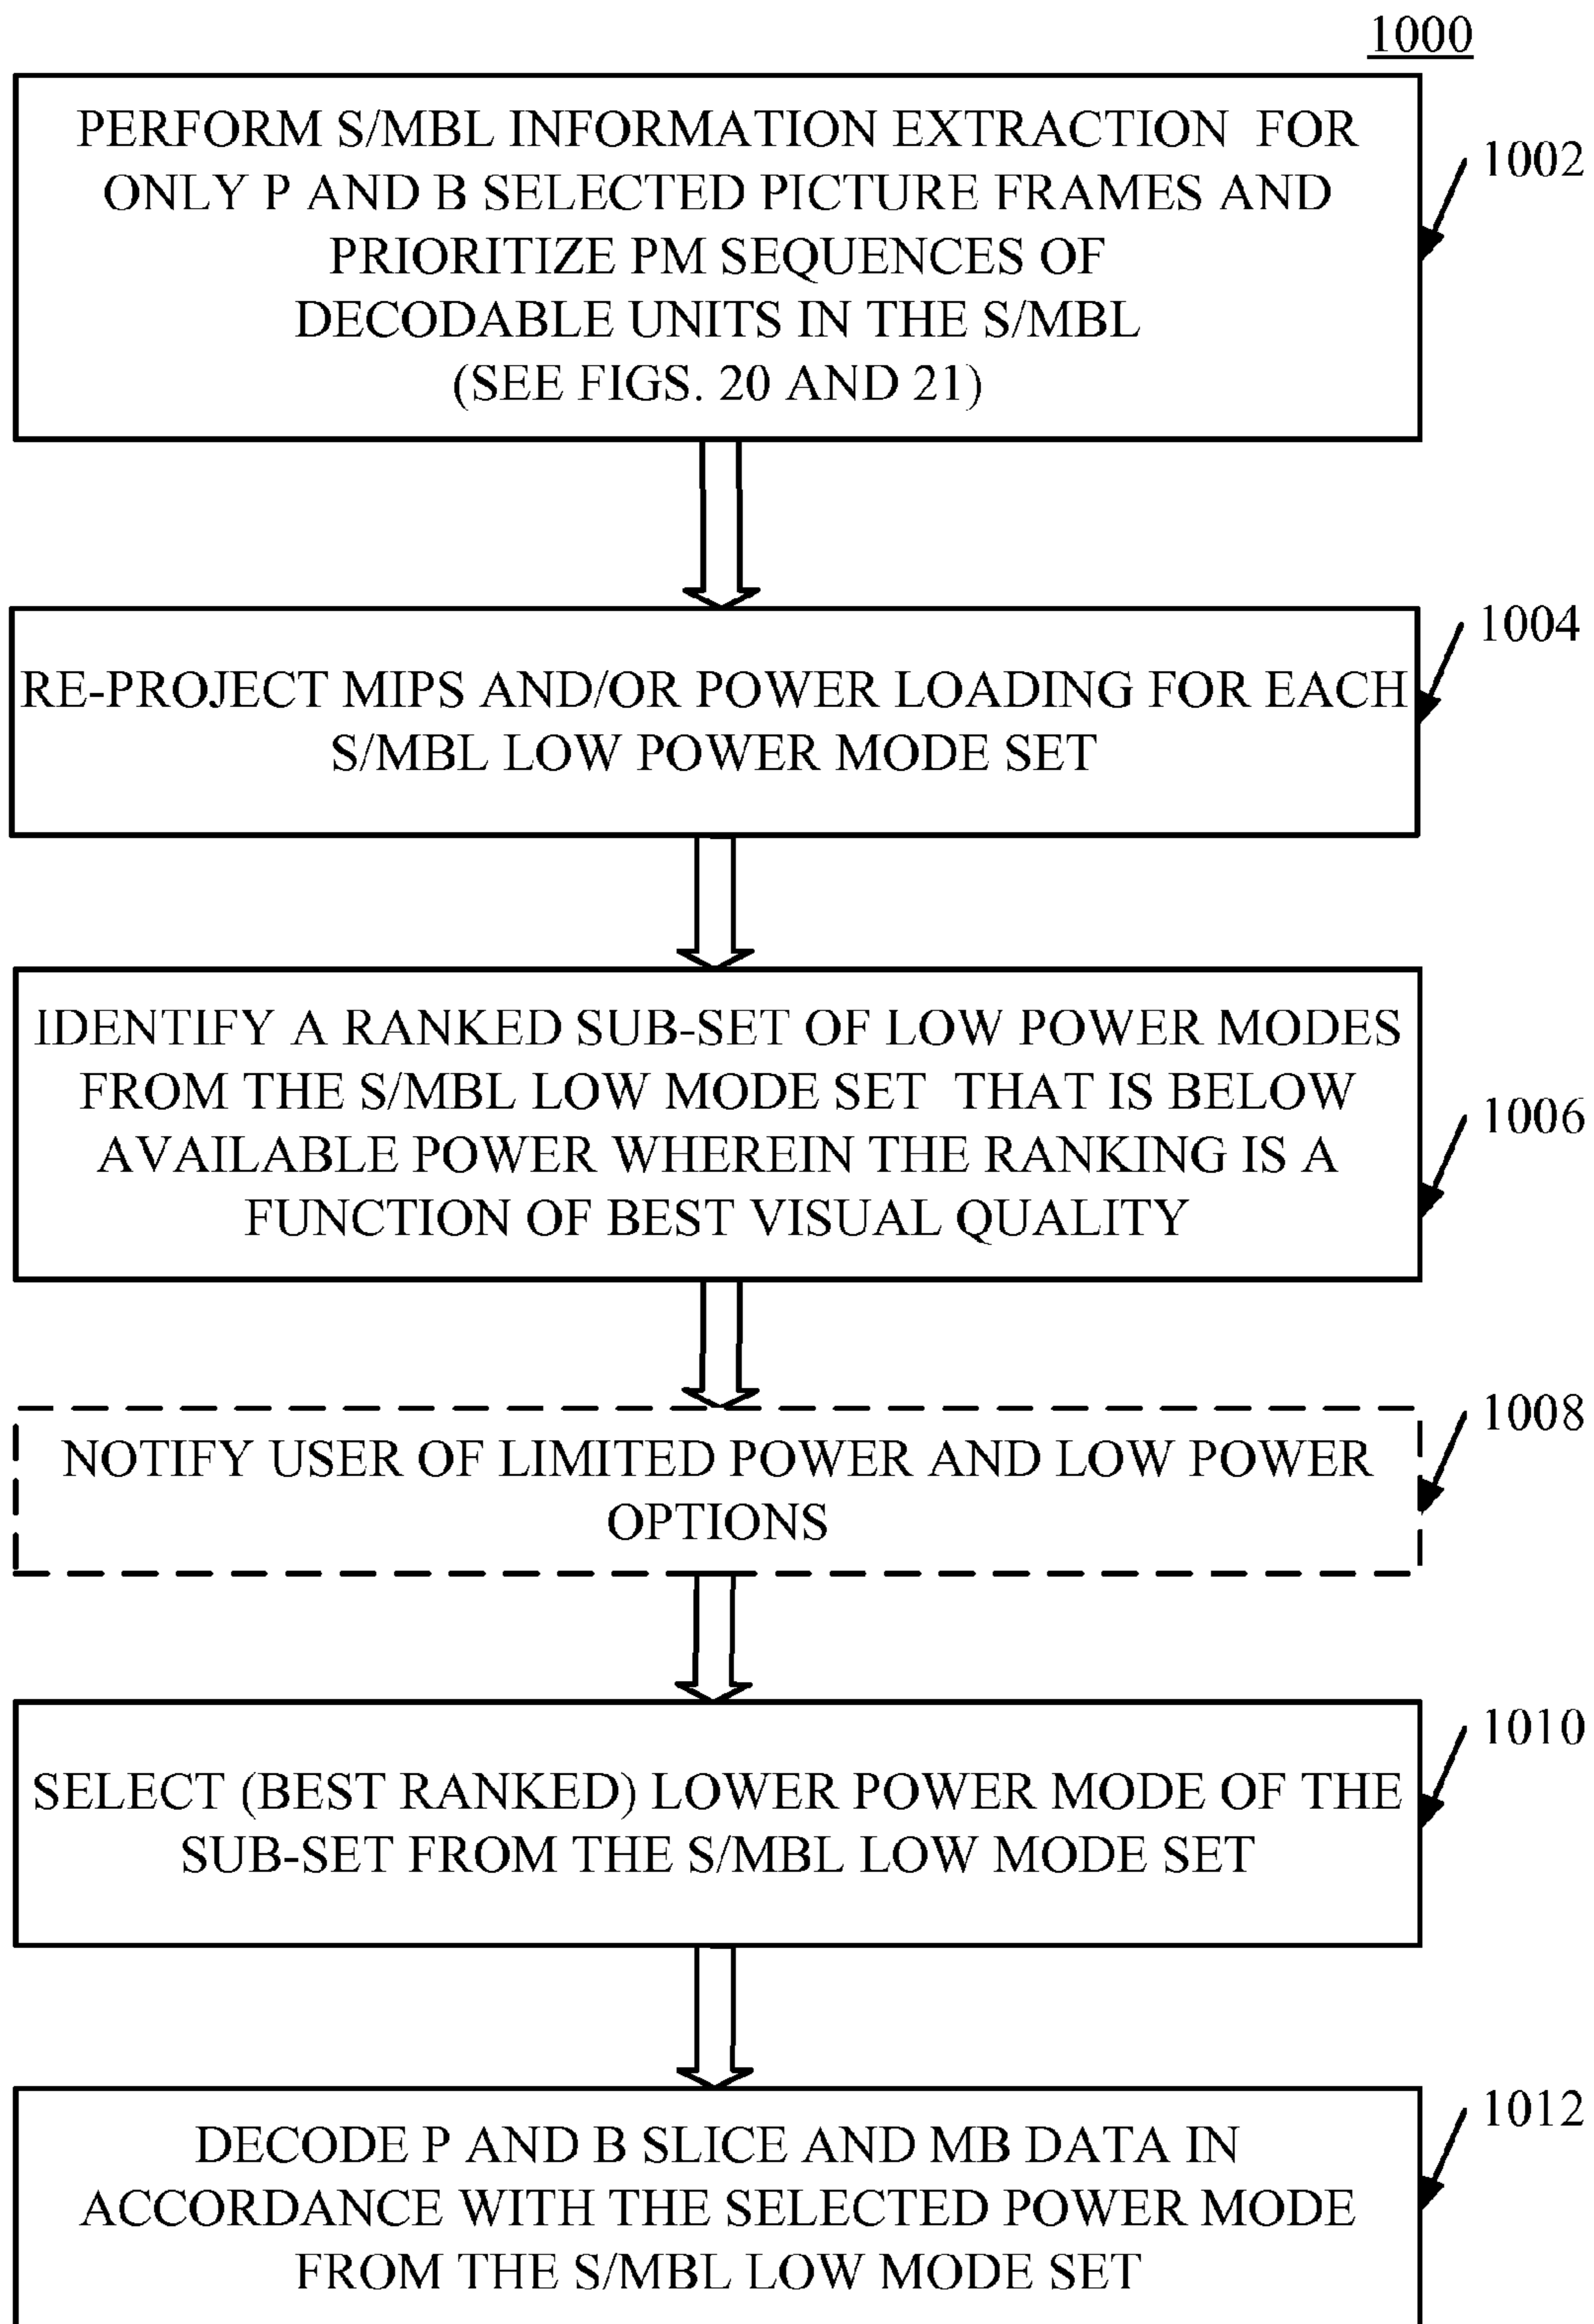 1000
PERFORM S/MBL INFORMATION EXTRACTION FOR
ONLY P AND B SELECTED PICTURE FRAMES AND
PRIORITIZE PM SEQUENCES OF
DECODABLE UNITS IN THE S/MBL
(SEE FIGS. 20 AND 21)
1002
RE-PROJECT MIPS AND/OR POWER LOADING FOR EACH
S/MBL LOW POWER MODE SET
1004
IDENTIFY A RANKED SUB-SET OF LOW POWER MODES
FROM THE S/MBL LOW MODE SET THAT IS BELOW
AVAILABLE POWER WHEREIN THE RANKING IS A
FUNCTION OF BEST VISUAL QUALITY
1006
NOTIFY USER OF LIMITED POWER AND LOW POWER
OPTIONS
1008
SELECT (BEST RANKED) LOWER POWER MODE OF THE
SUB-SET FROM THE S/MBL LOW MODE SET
1010
DECODE P AND B SLICE AND MB DATA IN
ACCORDANCE WITH THE SELECTED POWER MODE
FROM THE S/MBL LOW MODE SET
1012